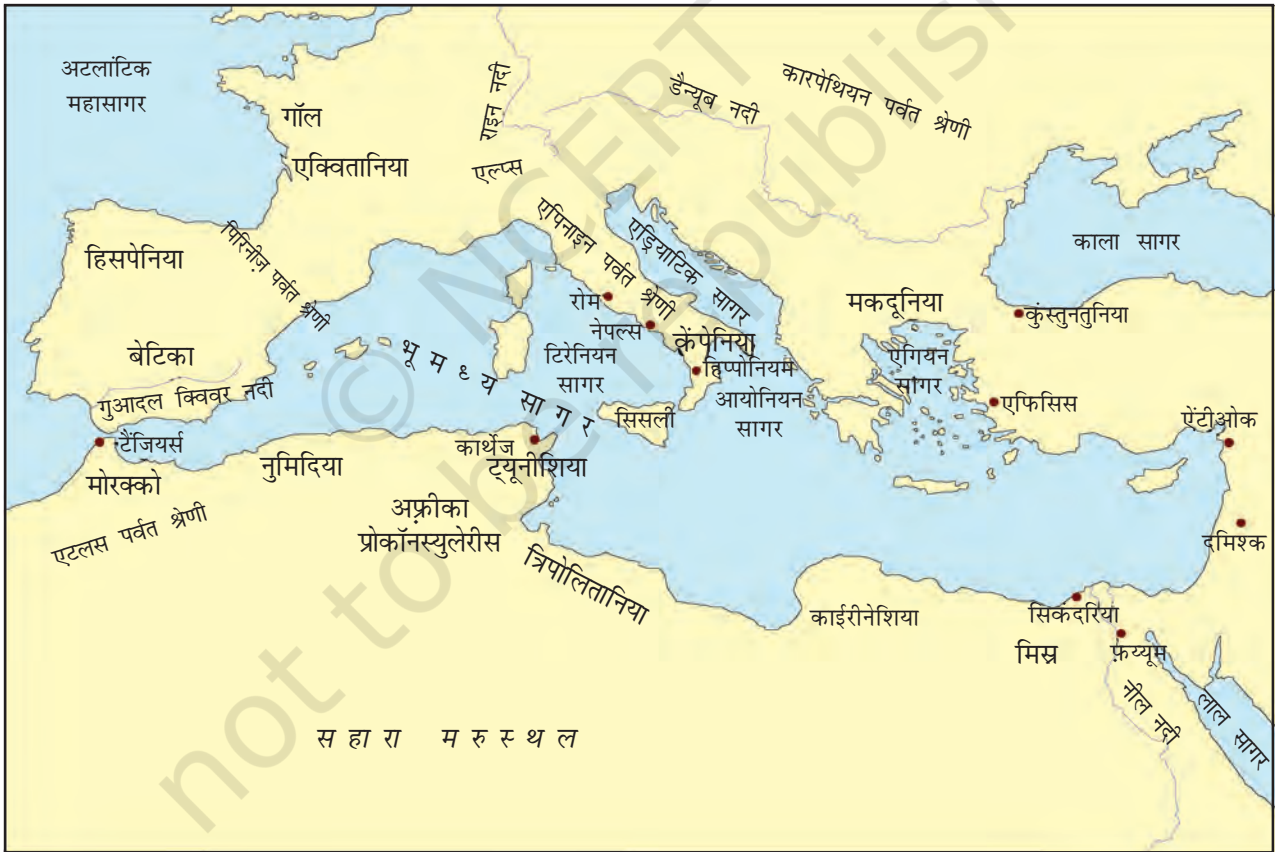 अटलांटिक
महासागर
गॉल
एक्वितानिया
राइन नदी
एल्प्स
डैन्यूब नदी
कारपेथियन पर्वत श्रेणी
हिसपेनिया
पिरिनीज़ पर्वत श्रेणी
एपिनाइन पर्वत श्रेणी
एड्रियाटिक सागर
काला सागर
रोम
नेपल्स
केंपेनिया
मकदूनिया
कुंस्तुनतुनिया
बेटिका
भूमध्य सागर
टिरेनियन
सागर
हिप्पोनियम
एगियन
सागर
गुआदल क्विवर नदी
सिसली
आयोनियन
सागर
एफिसिस
ऐंटीओक
टैंजियर्स
मोरक्को
नुमिदिया
कार्थेज
ट्यूनीशिया
एटलस पर्वत श्रेणी
अफ़्रीका
प्रोकॉनस्युलेरीस
त्रिपोलितानिया
दमिश्क
काईरीनेशिया
सिकंदरिया
मिस्र
फ़य्यूम
नील नदी
लाल सागर
सहारा मरुस्थल
© NCERT
not to be republish